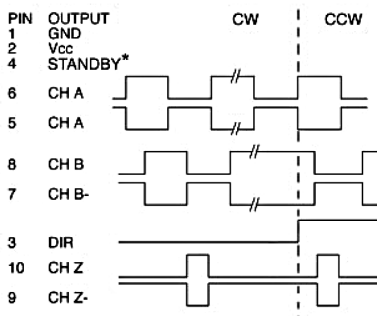 PIN OUTPUT CW CCW
1 GND
2 Vcc
4 STANDBY*
6 CH A
5 CH A
8 CH B
7 CH B-
3 DIR
10 CH Z
9 CH Z-